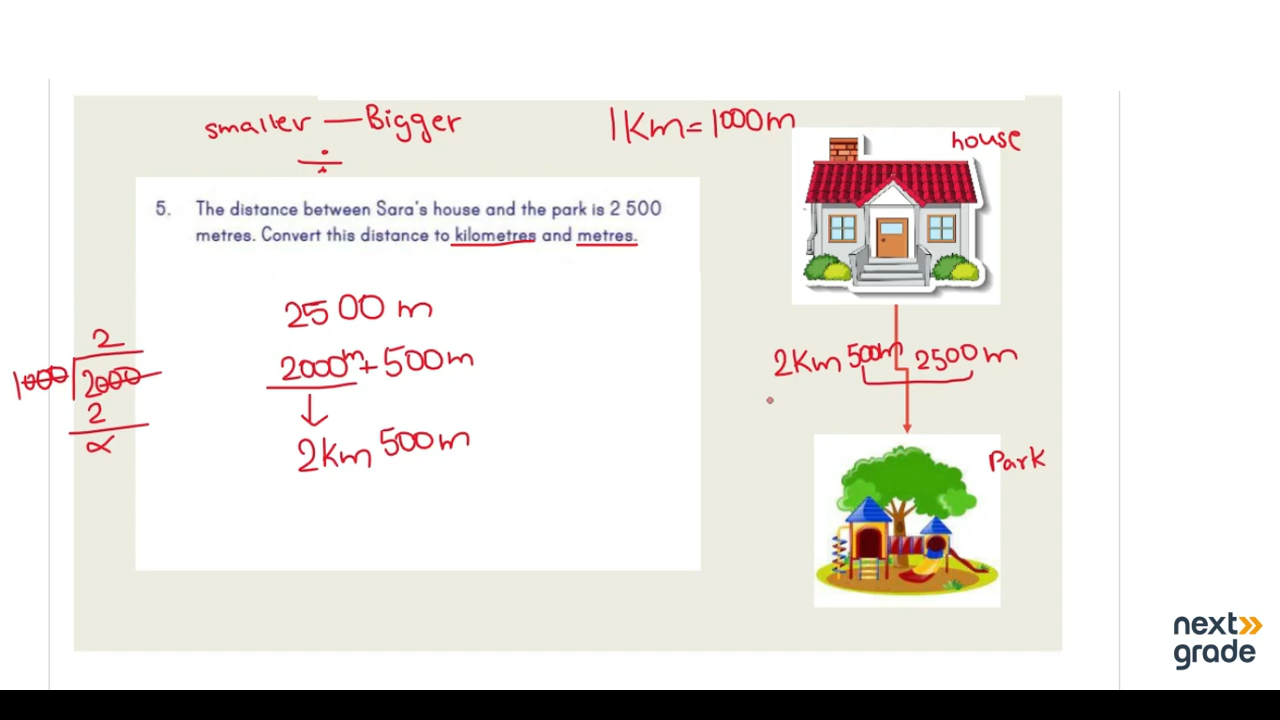 smaller — Bigger
÷
1Km = 1000m
house
5. The distance between Sara's house and the park is 2 500
metres. Convert this distance to kilometres and metres.
2500 m
2000m + 500m
2Km 500m
2
1000 2000
2
2Km 500m 2500 m
Park
next
grade